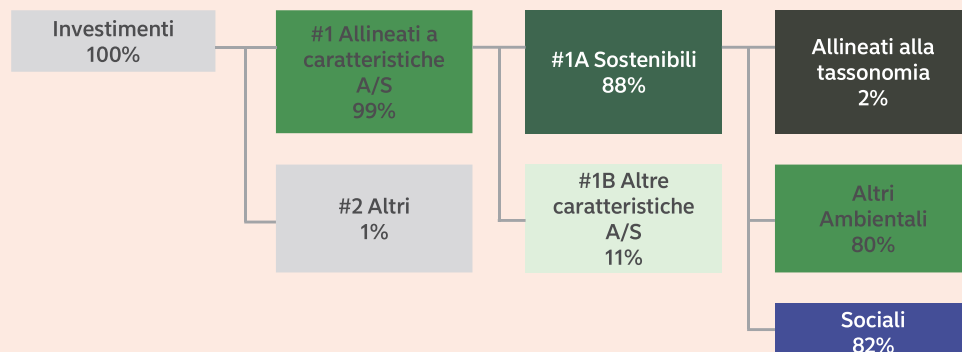 Investimenti
100%
#1 Allineati a
caratteristiche
A/S
99%
#1A Sostenibili
88%
Allineati alla
tassonomia
2%
#2 Altri
1%
#1B Altre
caratteristiche
A/S
11%
Altri
Ambientali
80%
Sociali
82%